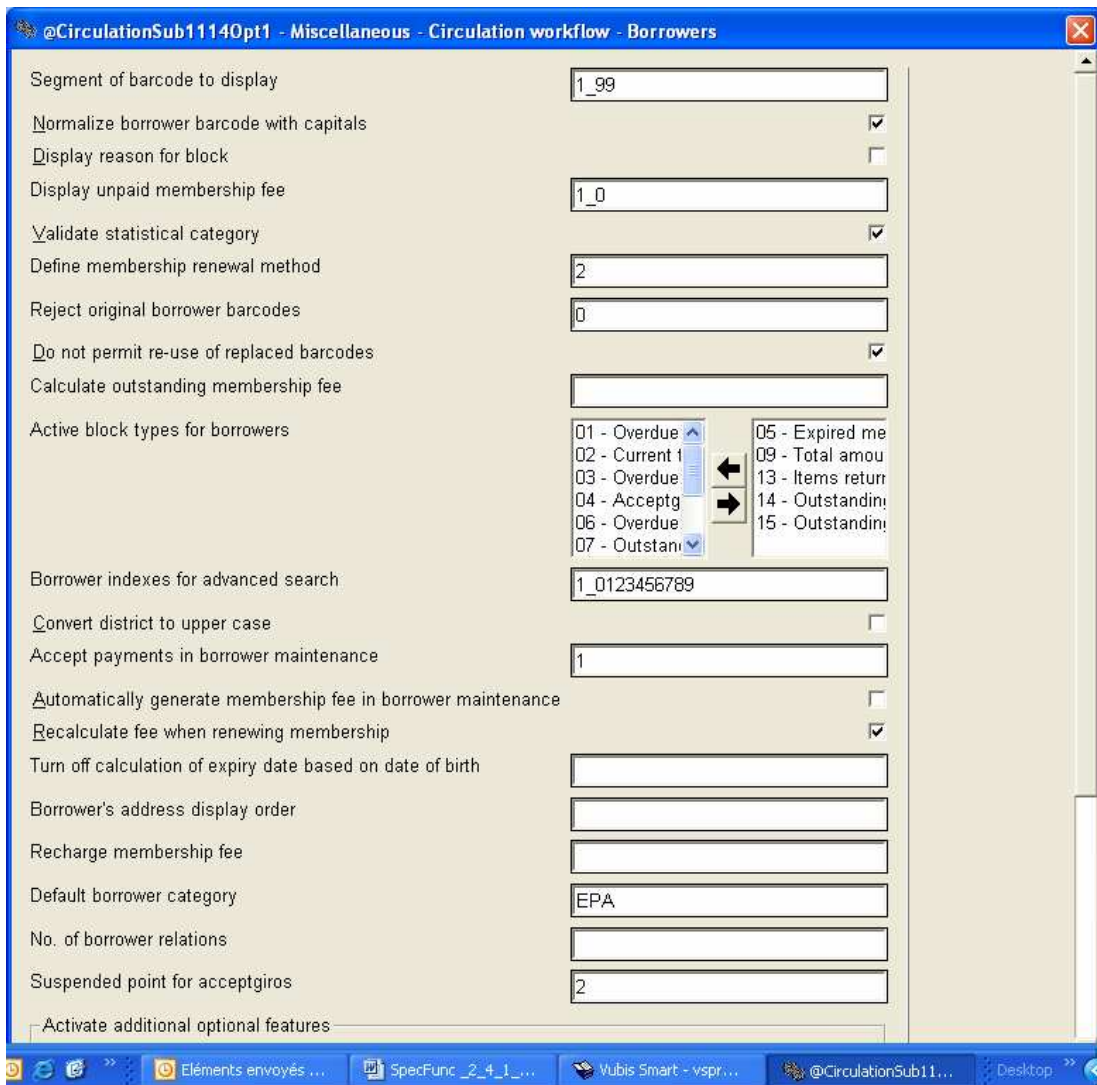 @CirculationSub1114Opt1 - Miscellaneous - Circulation workflow - Borrowers
Segment of barcode to display 1_99
Normalize borrower barcode with capitals
Display reason for block
Display unpaid membership fee 1_0
Validate statistical category
Define membership renewal method 2
Reject original borrower barcodes 0
Do not permit re-use of replaced barcodes
Calculate outstanding membership fee
Active block types for borrowers
01 - Overdue 05 - Expired me
02 - Current t 09 - Total amou
03 - Overdue 13 - Items return
04 - Acceptg 14 - Outstanding
06 - Overdue 15 - Outstanding
07 - Outstan
Borrower indexes for advanced search 1_0123456789
Convert district to upper case
Accept payments in borrower maintenance 1
Automatically generate membership fee in borrower maintenance
Recalculate fee when renewing membership
Turn off calculation of expiry date based on date of birth
Borrower's address display order
Recharge membership fee
Default borrower category EPA
No. of borrower relations
Suspended point for acceptgiros 2
Activate additional optional features
Eléments envoyés ... SpecFunc _2_4_1_... Vubis Smart - vspr... @CirculationSub11... Desktop